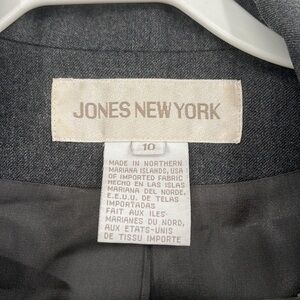 JONES NEW YORK
10
MADE IN NORTHERN
MARIANA ISLANDS, USA
OF IMPORTED FABRIC
HECHO EN LAS ISLAS
MARIANA DEL NORDE,
E.E.U.U. DE TELAS
IMPORTADAS
FAIT AUX ILES
MARIANES DU NORD,
AUX ETATS-UNIS
DE TISSU IMPORTE